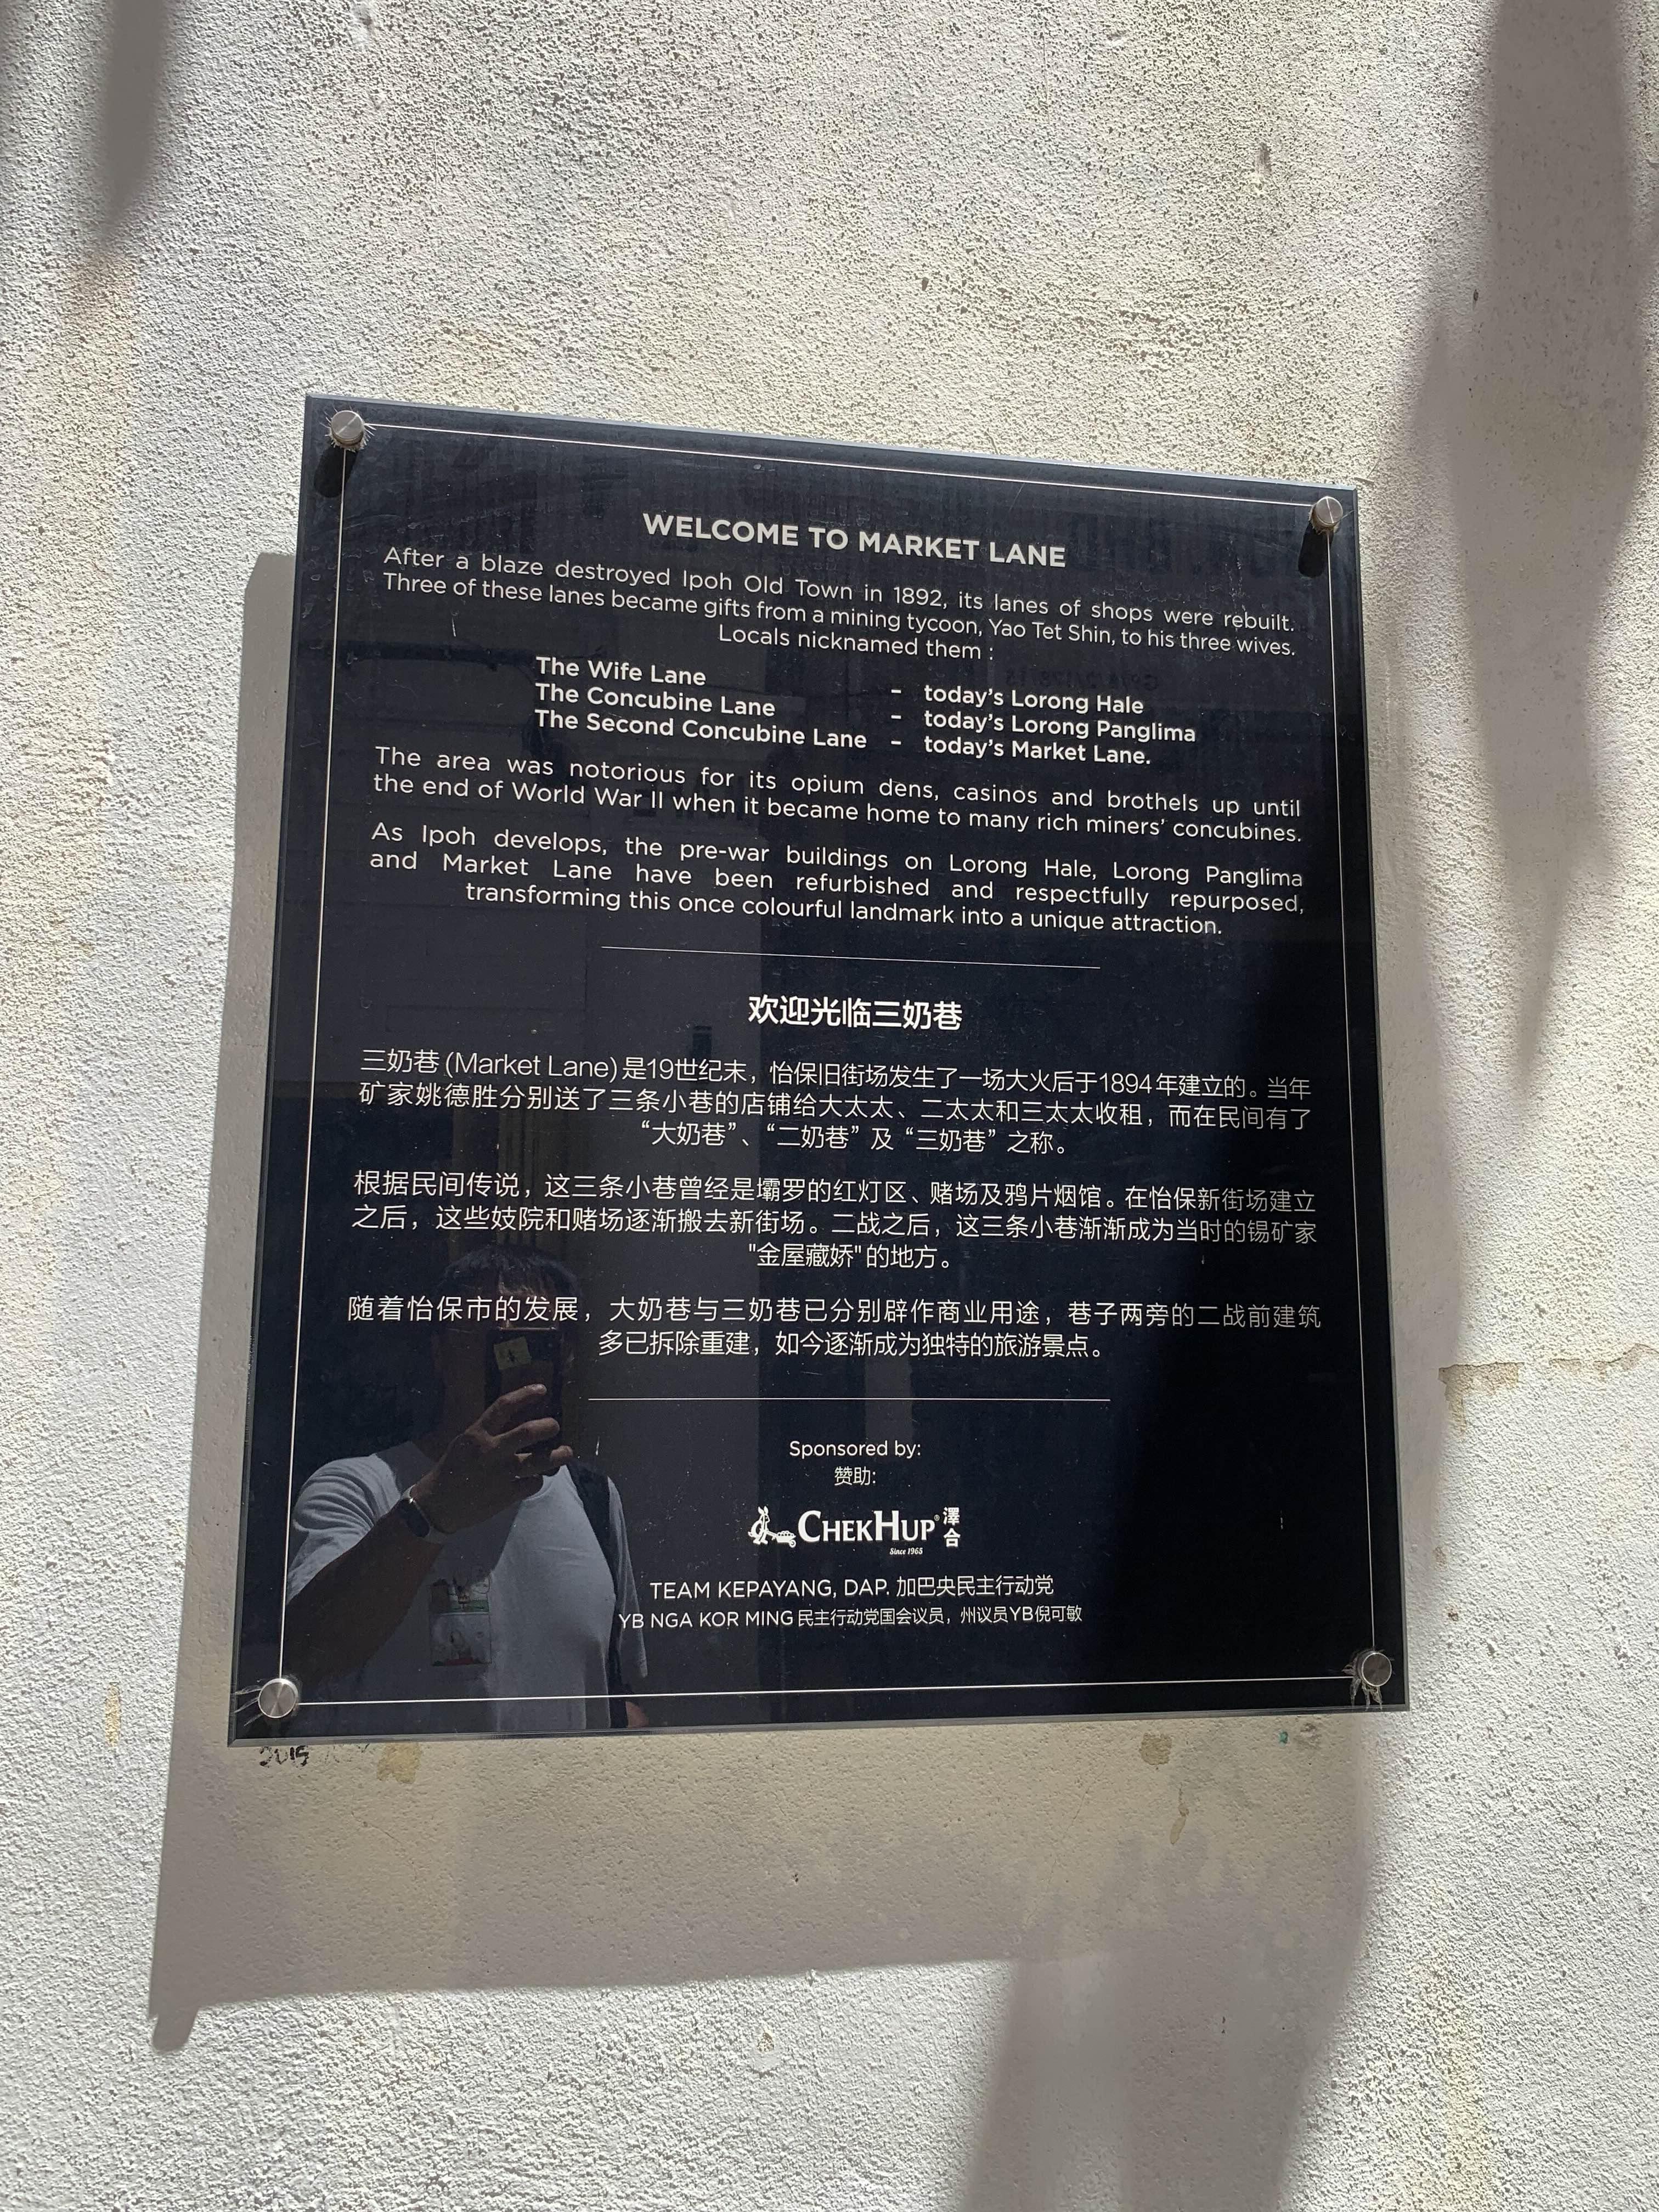 WELCOME TO MARKET LANE
After a blaze destroyed Ipoh Old Town in 1892, its lanes of shops were rebuilt.
Three of these lanes became gifts from a mining tycoon, Yao Tet Shin, to his three wives.
Locals nicknamed them :
The Wife Lane - today's Lorong Hale
The Concubine Lane - today's Lorong Panglima
The Second Concubine Lane - today's Market Lane.
The area was notorious for its opium dens, casinos and brothels up until
the end of World War II when it became home to many rich miners' concubines.
As Ipoh develops, the pre-war buildings on Lorong Hale, Lorong Panglima
and Market Lane have been refurbished and respectfully repurposed,
transforming this once colourful landmark into a unique attraction.
欢迎光临三奶巷
三奶巷 (Market Lane) 是19世纪末，怡保旧街场发生了一场大火后于1894年建立的。当年
矿家姚德胜分别送了三条小巷的店铺给大太太、二太太和三太太收租，而在民间有了
“大奶巷”、“二奶巷” 及 “三奶巷” 之称。
根据民间传说，这三条小巷曾经是壩罗的红灯区、赌场及鸦片烟馆。在怡保新街场建立
之后，这些妓院和赌场逐渐搬去新街场。二战之后，这三条小巷渐渐成为当时的锡矿家
"金屋藏娇" 的地方。
随着怡保市的发展，大奶巷与三奶巷已分别辟作商业用途，巷子两旁的二战前建筑
多已拆除重建，如今逐渐成为独特的旅游景点。
Sponsored by:
赞助:
CHEKHUP® 澤合
Since 1965
TEAM KEPAYANG, DAP. 加巴央民主行动党
YB NGA KOR MING 民主行动党国会议员，州议员YB倪可敏
2015